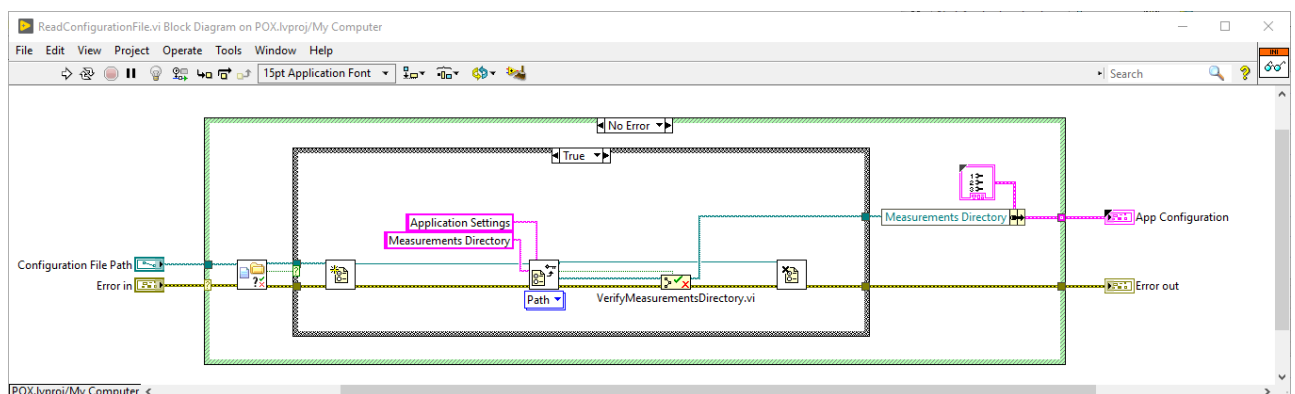 ReadConfigurationFile.vi Block Diagram on POX.lvproj/My Computer
File Edit View Project Operate Tools Window Help
15pt Application Font
Search
INI
No Error
True
Application Settings
Measurements Directory
Measurements Directory
App Configuration
Configuration File Path
Error in
Path
VerifyMeasurementsDirectory.vi
Error out
POX.lvproj/My Computer